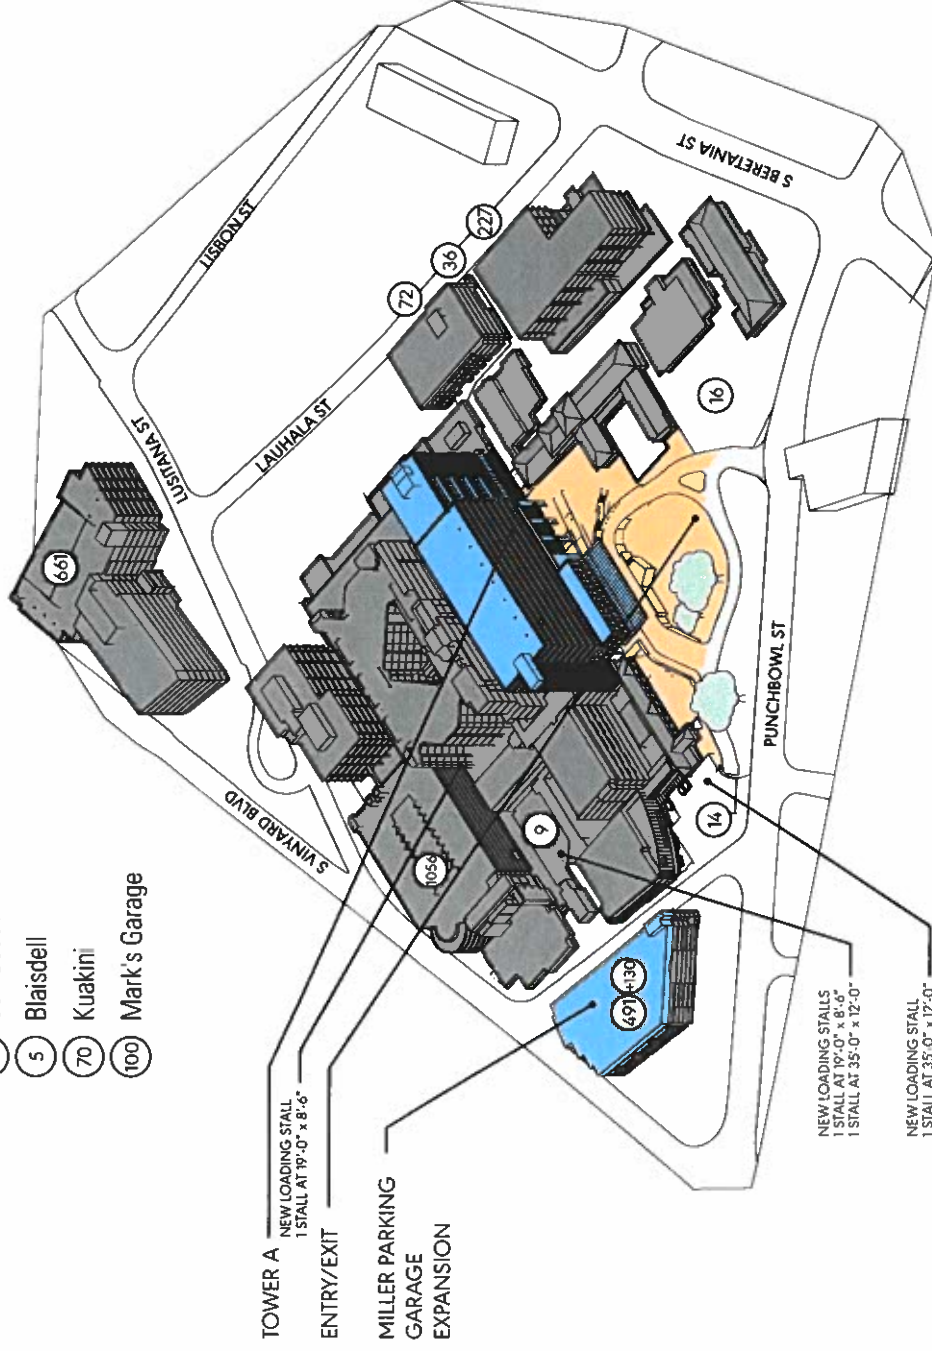 5 Blaisdell
70 Kuakini
100 Mark's Garage
TOWER A
NEW LOADING STALL
1 STALL AT 19'-0" x 8'-6"
ENTRY/EXIT
MILLER PARKING
GARAGE
EXPANSION
661
LUSITANA ST
LISBON ST
LAUHALA ST
72
36
227
S BERETANIA ST
S VINYARD BLVD
1056
9
16
14
PUNCHBOWL ST
491 +130
NEW LOADING STALLS
1 STALL AT 19'-0" x 8'-6"
1 STALL AT 35'-0" x 12'-0"
NEW LOADING STALL
1 STALL AT 35'-0" x 12'-0"